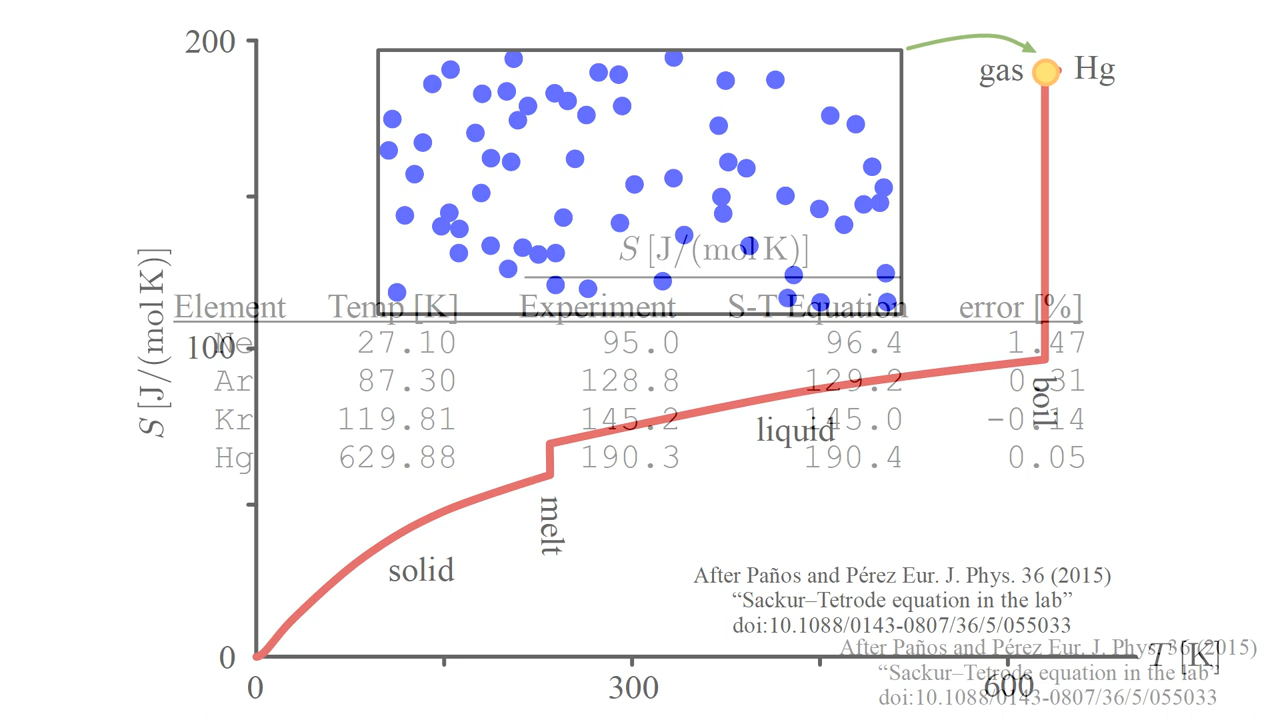 200
gas Hg
S [J/(mol K)]
S [J/(mol K)]
Element Temp [K] Experiment S-T Equation error [%]
100
Ne 27.10 95.0 96.4 1.47
Ar 87.30 128.8 129.2 0.31
Kr 119.81 145.2 145.0 −0.14
Hg 629.88 190.3 190.4 0.05
boil
liquid
melt
solid
After Paños and Pérez Eur. J. Phys. 36 (2015)
“Sackur–Tetrode equation in the lab”
doi:10.1088/0143-0807/36/5/055033
After Paños and Pérez Eur. J. Phys. 36 (2015)
“Sackur–Tetrode equation in the lab”
doi:10.1088/0143-0807/36/5/055033
T [K]
0
0 300 600